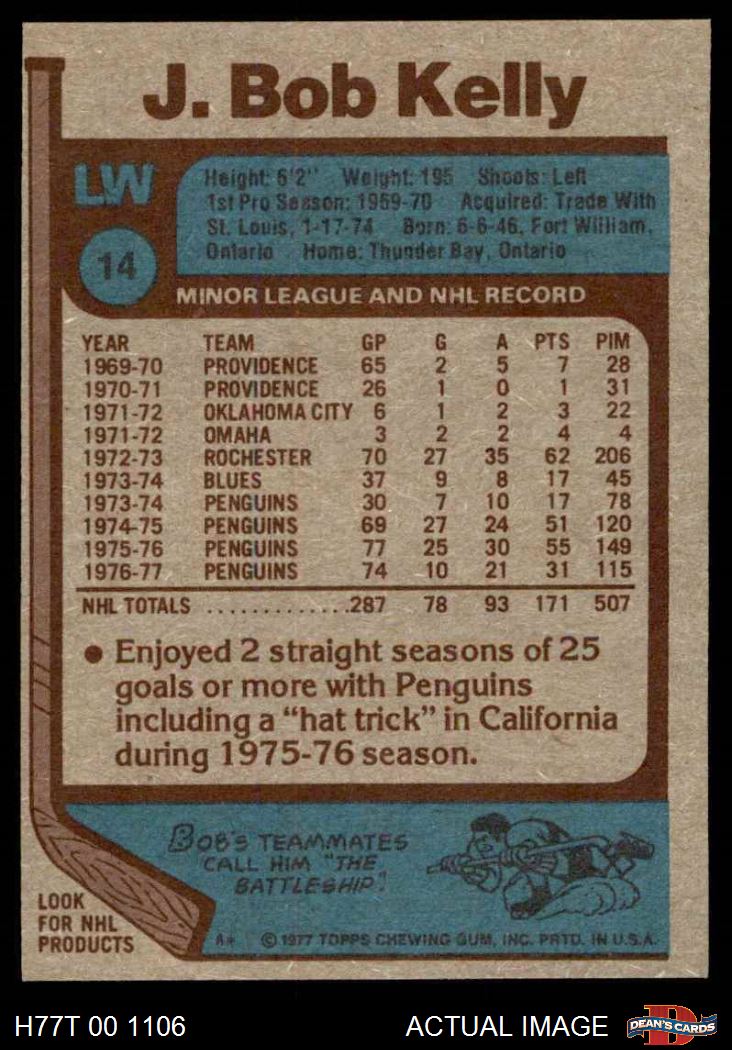 J. Bob Kelly
LW
Height: 6'2" Weight: 195 Shoots: Left
1st Pro Season: 1969-70 Acquired: Trade With
St. Louis, 1-17-74 Born: 6-6-46, Fort William,
Ontario Home: Thunder Bay, Ontario
14
MINOR LEAGUE AND NHL RECORD
YEAR TEAM GP G A PTS PIM
1969-70 PROVIDENCE 65 2 5 7 28
1970-71 PROVIDENCE 26 1 0 1 31
1971-72 OKLAHOMA CITY 6 1 2 3 22
1971-72 OMAHA 3 2 2 4 4
1972-73 ROCHESTER 70 27 35 62 206
1973-74 BLUES 37 9 8 17 45
1973-74 PENGUINS 30 7 10 17 78
1974-75 PENGUINS 69 27 24 51 120
1975-76 PENGUINS 77 25 30 55 149
1976-77 PENGUINS 74 10 21 31 115
NHL TOTALS .............287 78 93 171 507
• Enjoyed 2 straight seasons of 25
goals or more with Penguins
including a "hat trick" in California
during 1975-76 season.
BOB'S TEAMMATES
CALL HIM "THE
BATTLESHIP."
LOOK
FOR NHL
PRODUCTS
A* © 1977 TOPPS CHEWING GUM, INC. PRTD. IN U.S.A.
H77T 00 1106 ACTUAL IMAGE D DEAN'S CARDS